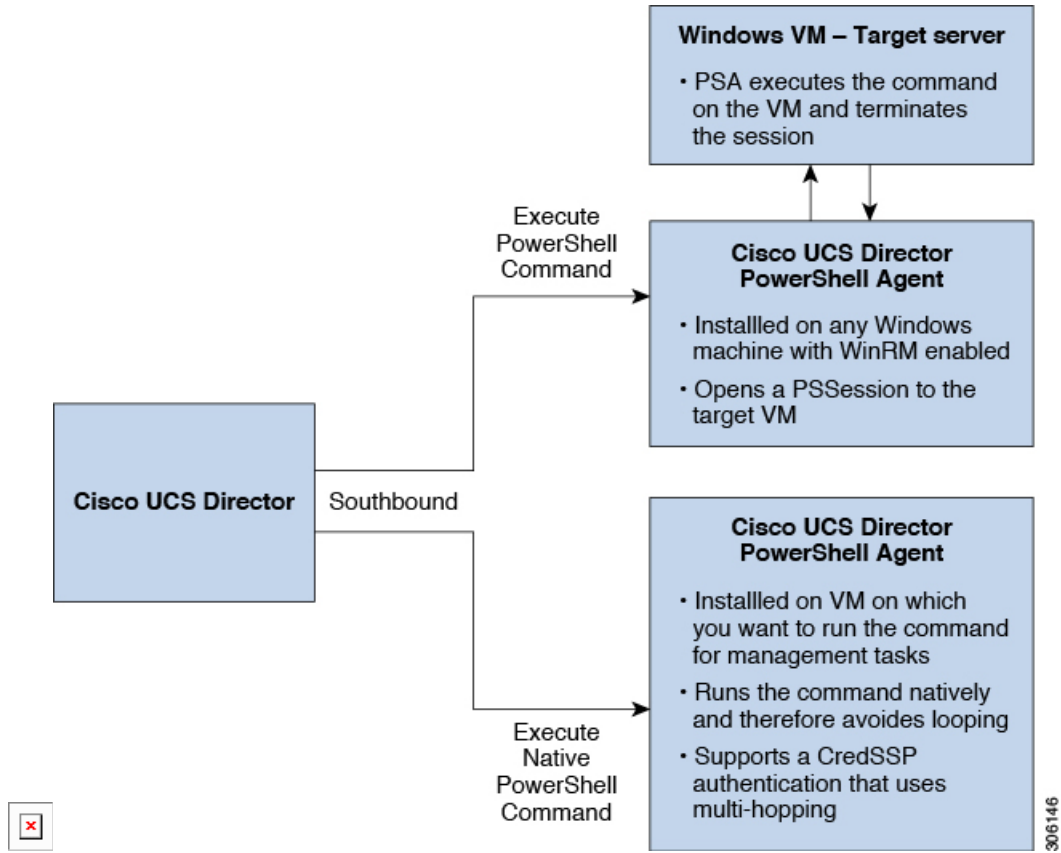 Windows VM – Target server
• PSA executes the command
on the VM and terminates
the session
Execute
PowerShell
Command
Cisco UCS Director
PowerShell Agent
• Installled on any Windows
machine with WinRM enabled
• Opens a PSSession to the
target VM
Cisco UCS Director
Southbound
Cisco UCS Director
PowerShell Agent
• Installled on VM on which
you want to run the command
for management tasks
• Runs the command natively
and therefore avoides looping
• Supports a CredSSP
authentication that uses
multi-hopping
Execute
Native
PowerShell
Command
306146